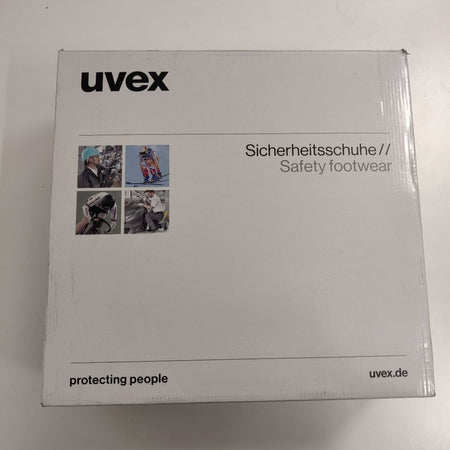 uvex
Sicherheitsschuhe//
Safety footwear
protecting people
uvex.de